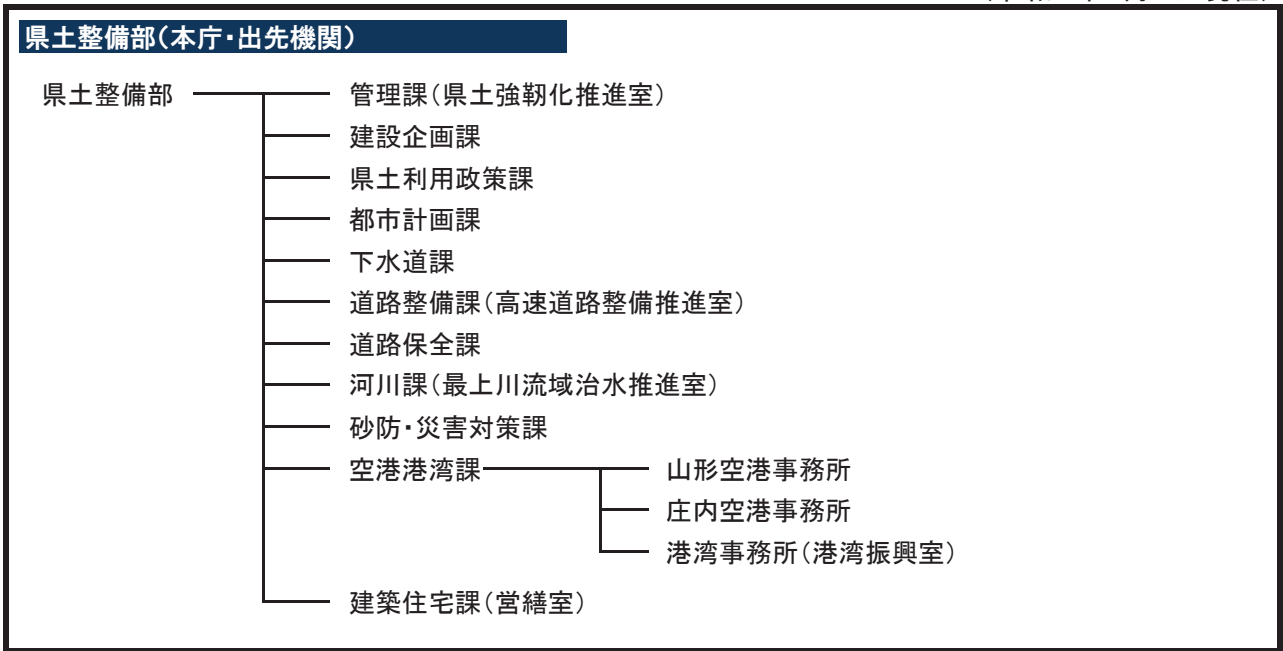 県土整備部(本庁・出先機関)
県土整備部 管理課(県土強靭化推進室)
建設企画課
県土利用政策課
都市計画課
下水道課
道路整備課(高速道路整備推進室)
道路保全課
河川課(最上川流域治水推進室)
砂防・災害対策課
空港港湾課 山形空港事務所
庄内空港事務所
港湾事務所(港湾振興室)
建築住宅課(営繕室)